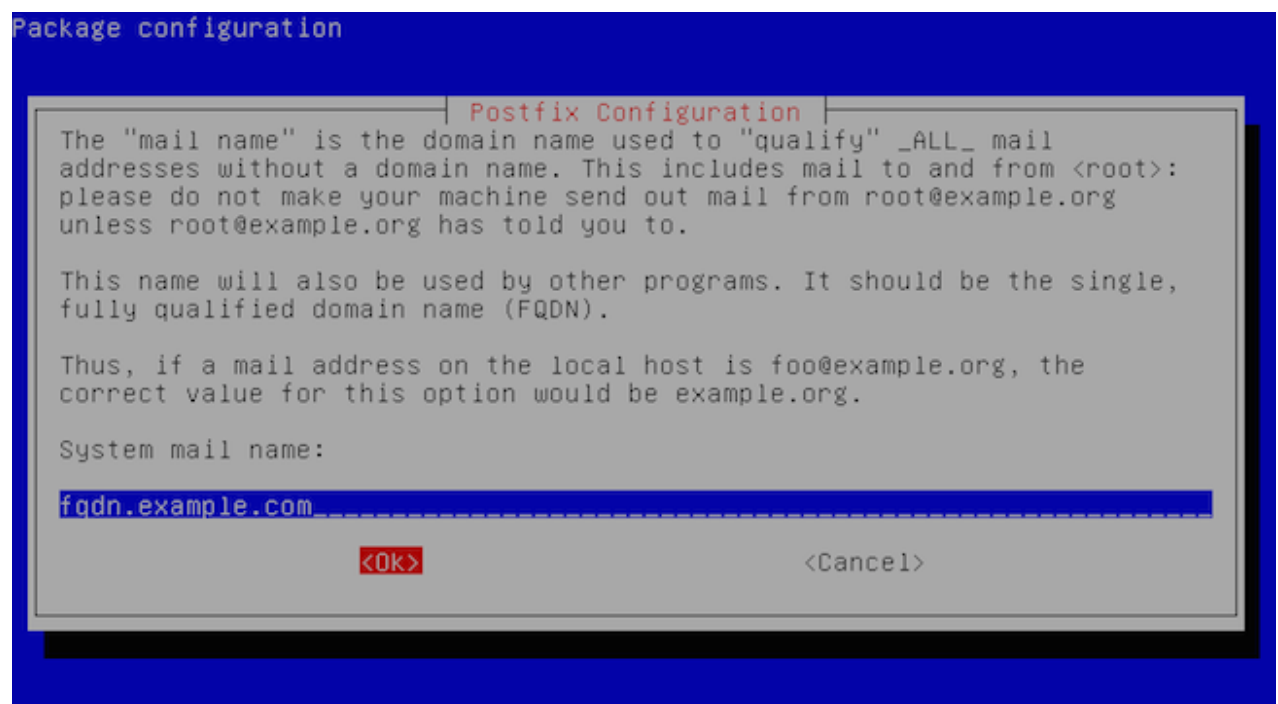 Package configuration
Postfix Configuration
The "mail name" is the domain name used to "qualify" _ALL_ mail
addresses without a domain name. This includes mail to and from <root>:
please do not make your machine send out mail from root@example.org
unless root@example.org has told you to.
This name will also be used by other programs. It should be the single,
fully qualified domain name (FQDN).
Thus, if a mail address on the local host is foo@example.org, the
correct value for this option would be example.org.
System mail name:
fqdn.example.com
<Ok> <Cancel>